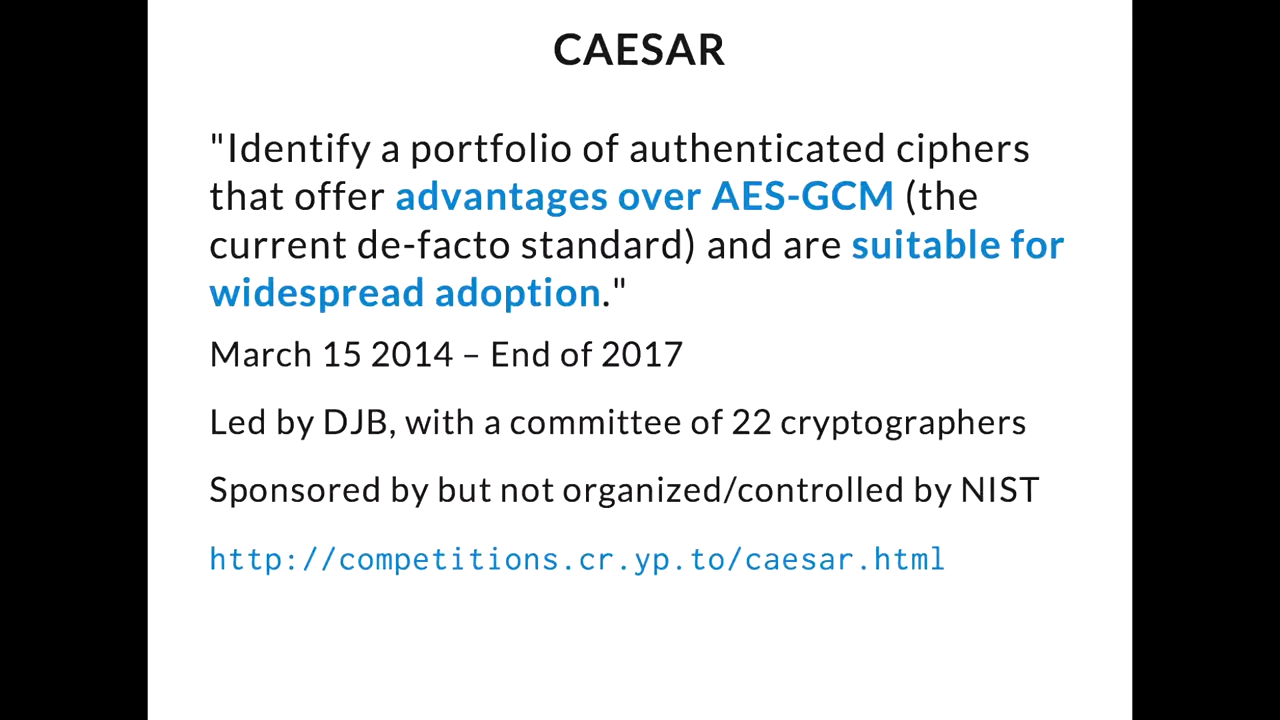 CAESAR
"Identify a portfolio of authenticated ciphers
that offer advantages over AES-GCM (the
current de-facto standard) and are suitable for
widespread adoption."
March 15 2014 – End of 2017
Led by DJB, with a committee of 22 cryptographers
Sponsored by but not organized/controlled by NIST
http://competitions.cr.yp.to/caesar.html